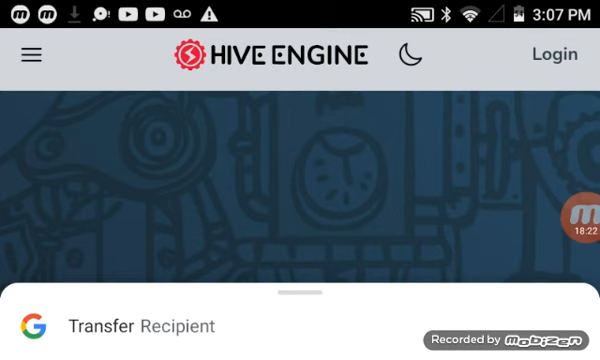 3:07 PM
HIVE ENGINE
Login
18:22
Transfer Recipient
Recorded by MOBIZEN